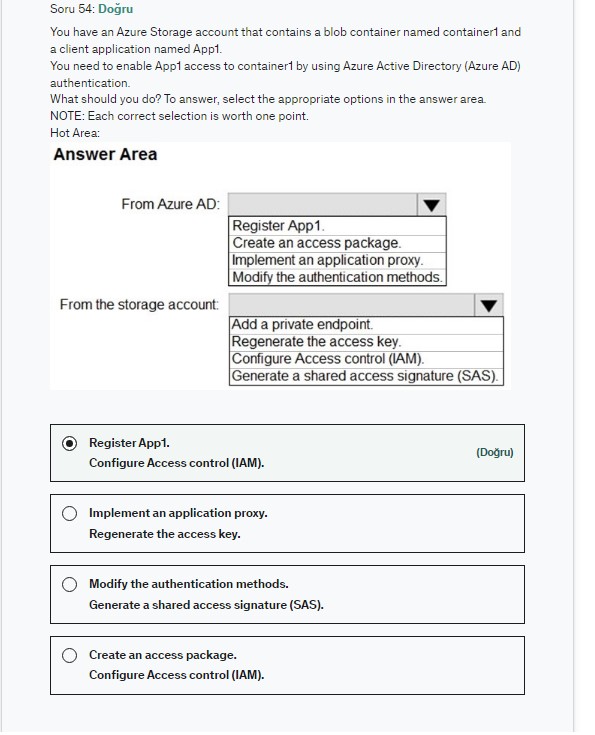 Soru 54: Doğru
You have an Azure Storage account that contains a blob container named container1 and
a client application named App1.
You need to enable App1 access to container1 by using Azure Active Directory (Azure AD)
authentication.
What should you do? To answer, select the appropriate options in the answer area.
NOTE: Each correct selection is worth one point.
Hot Area:
Answer Area
From Azure AD:
Register App1.
Create an access package.
Implement an application proxy.
Modify the authentication methods.
From the storage account:
Add a private endpoint.
Regenerate the access key.
Configure Access control (IAM).
Generate a shared access signature (SAS).
Register App1.
Configure Access control (IAM).
(Doğru)
Implement an application proxy.
Regenerate the access key.
Modify the authentication methods.
Generate a shared access signature (SAS).
Create an access package.
Configure Access control (IAM).